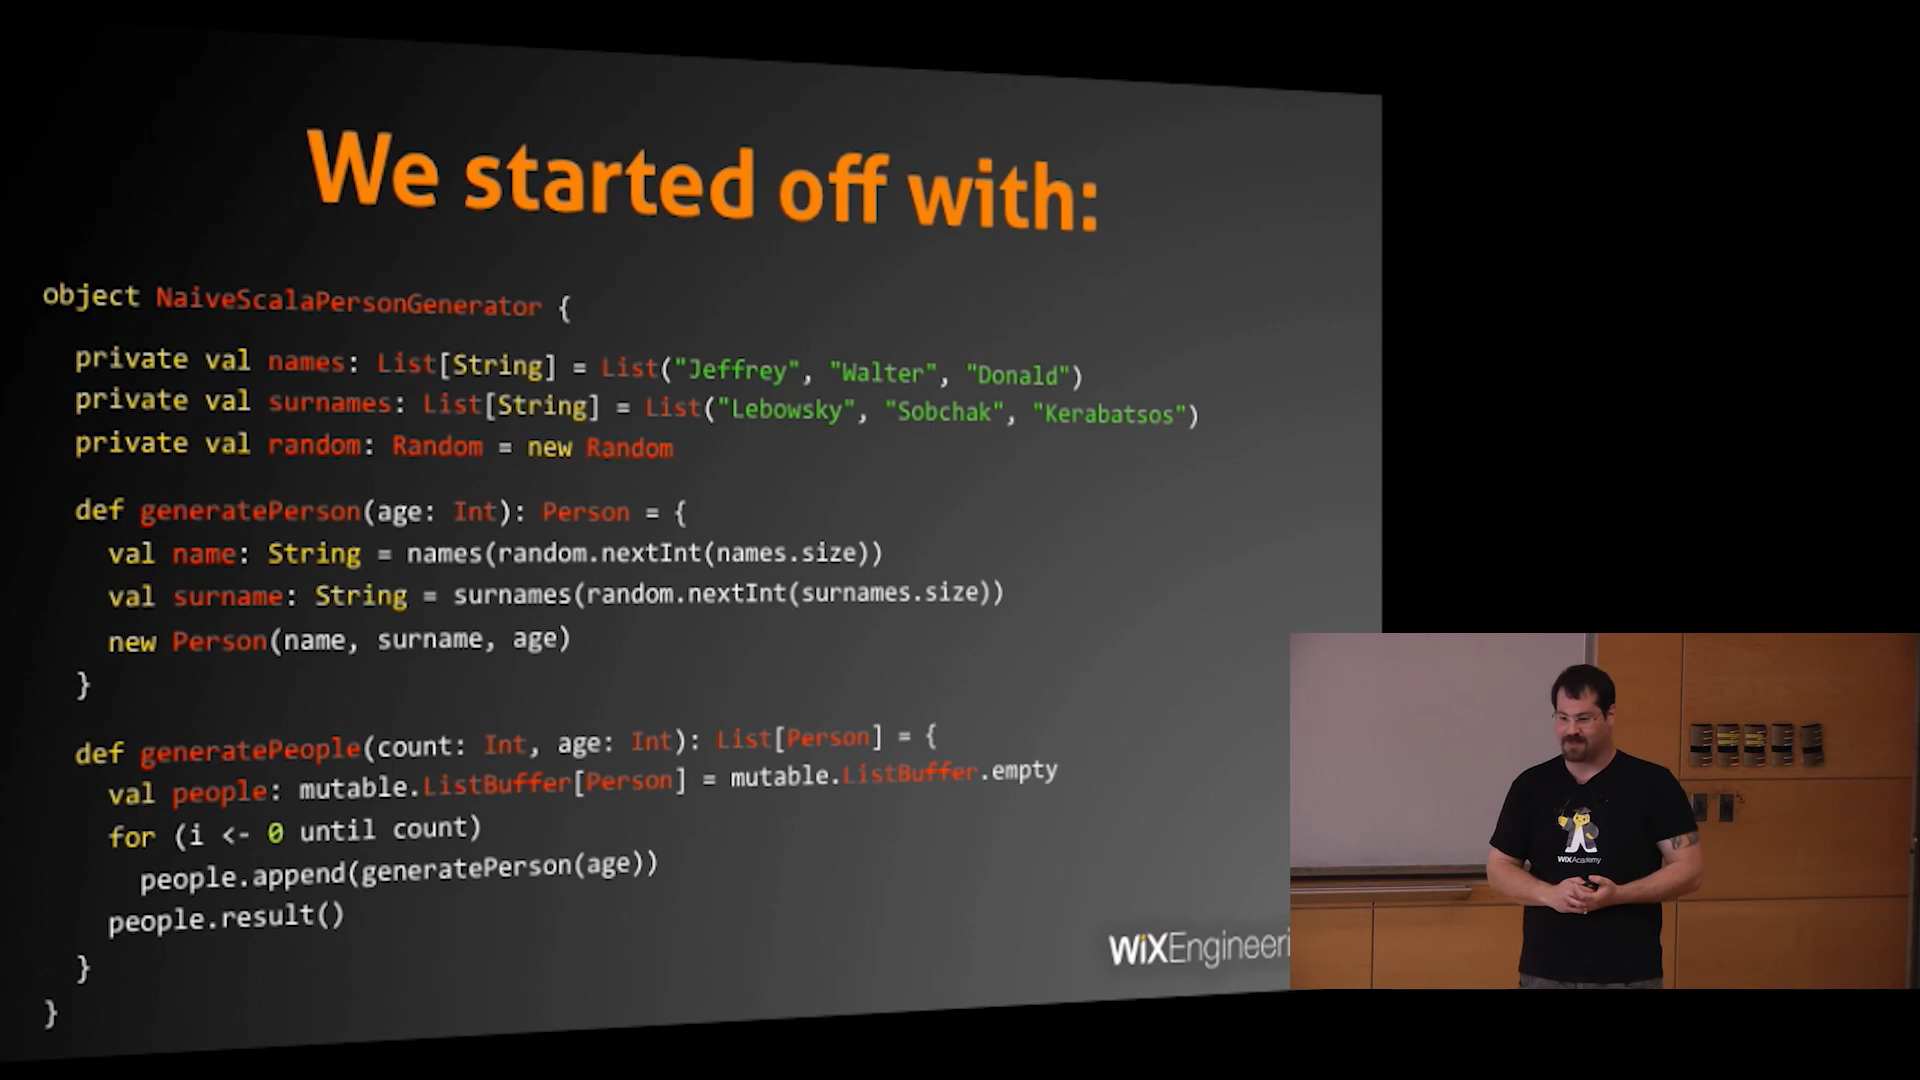 We started off with:
object NaiveScalaPersonGenerator {
private val names: List[String] = List("Jeffrey", "Walter", "Donald")
private val surnames: List[String] = List("Lebowsky", "Sobchak", "Kerabatsos")
private val random: Random = new Random
def generatePerson(age: Int): Person = {
val name: String = names(random.nextInt(names.size))
val surname: String = surnames(random.nextInt(surnames.size))
new Person(name, surname, age)
}
def generatePeople(count: Int, age: Int): List[Person] = {
val people: mutable.ListBuffer[Person] = mutable.ListBuffer.empty
for (i <- 0 until count)
people.append(generatePerson(age))
people.result()
}
}
WiXEngineeri
WiXAcademy